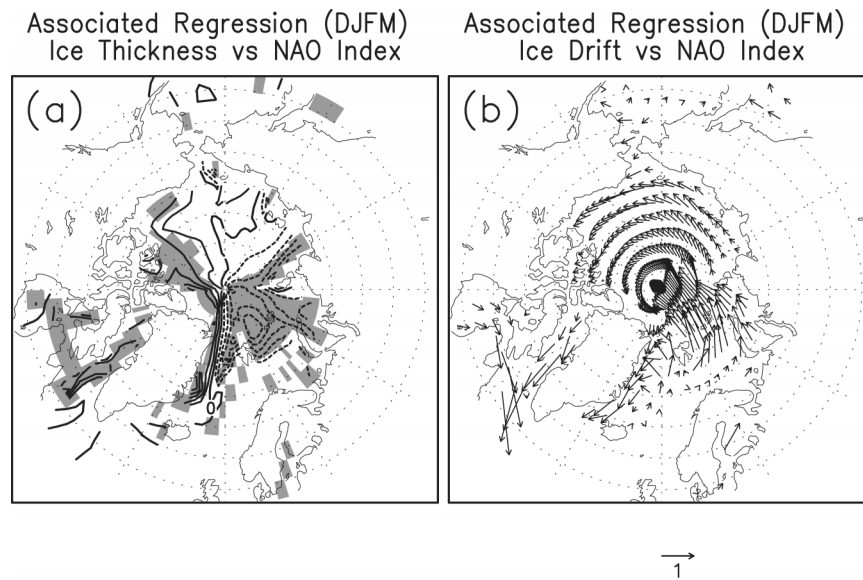 Associated Regression (DJFM)
Ice Thickness vs NAO Index
Associated Regression (DJFM)
Ice Drift vs NAO Index
(a)
(b)
0
1